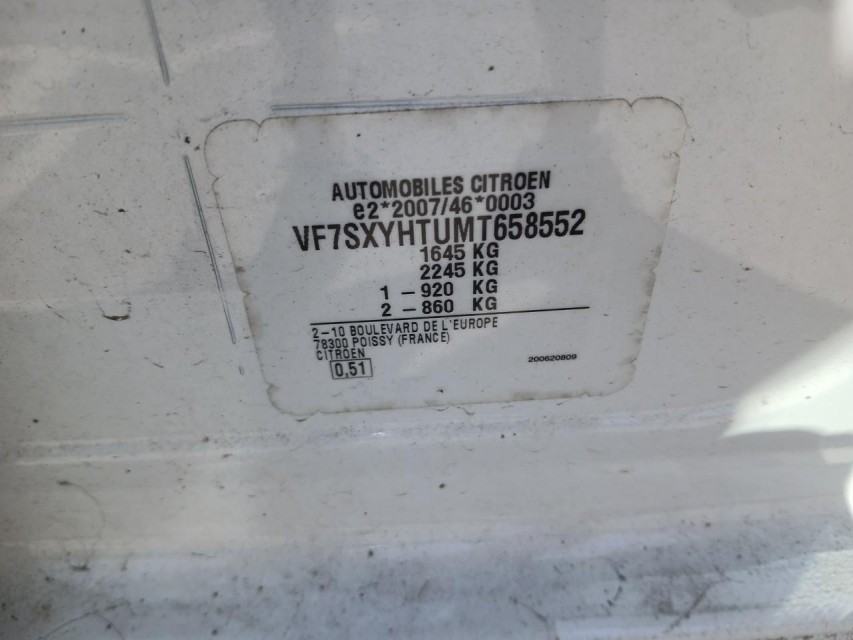 AUTOMOBILES CITROEN
e2*2007/46*0003
VF7SXYHTUMT658552
1645 KG
2245 KG
1 – 920 KG
2 – 860 KG
2–10 BOULEVARD DE L'EUROPE
78300 POISSY (FRANCE)
CITROEN
0,51
200620809